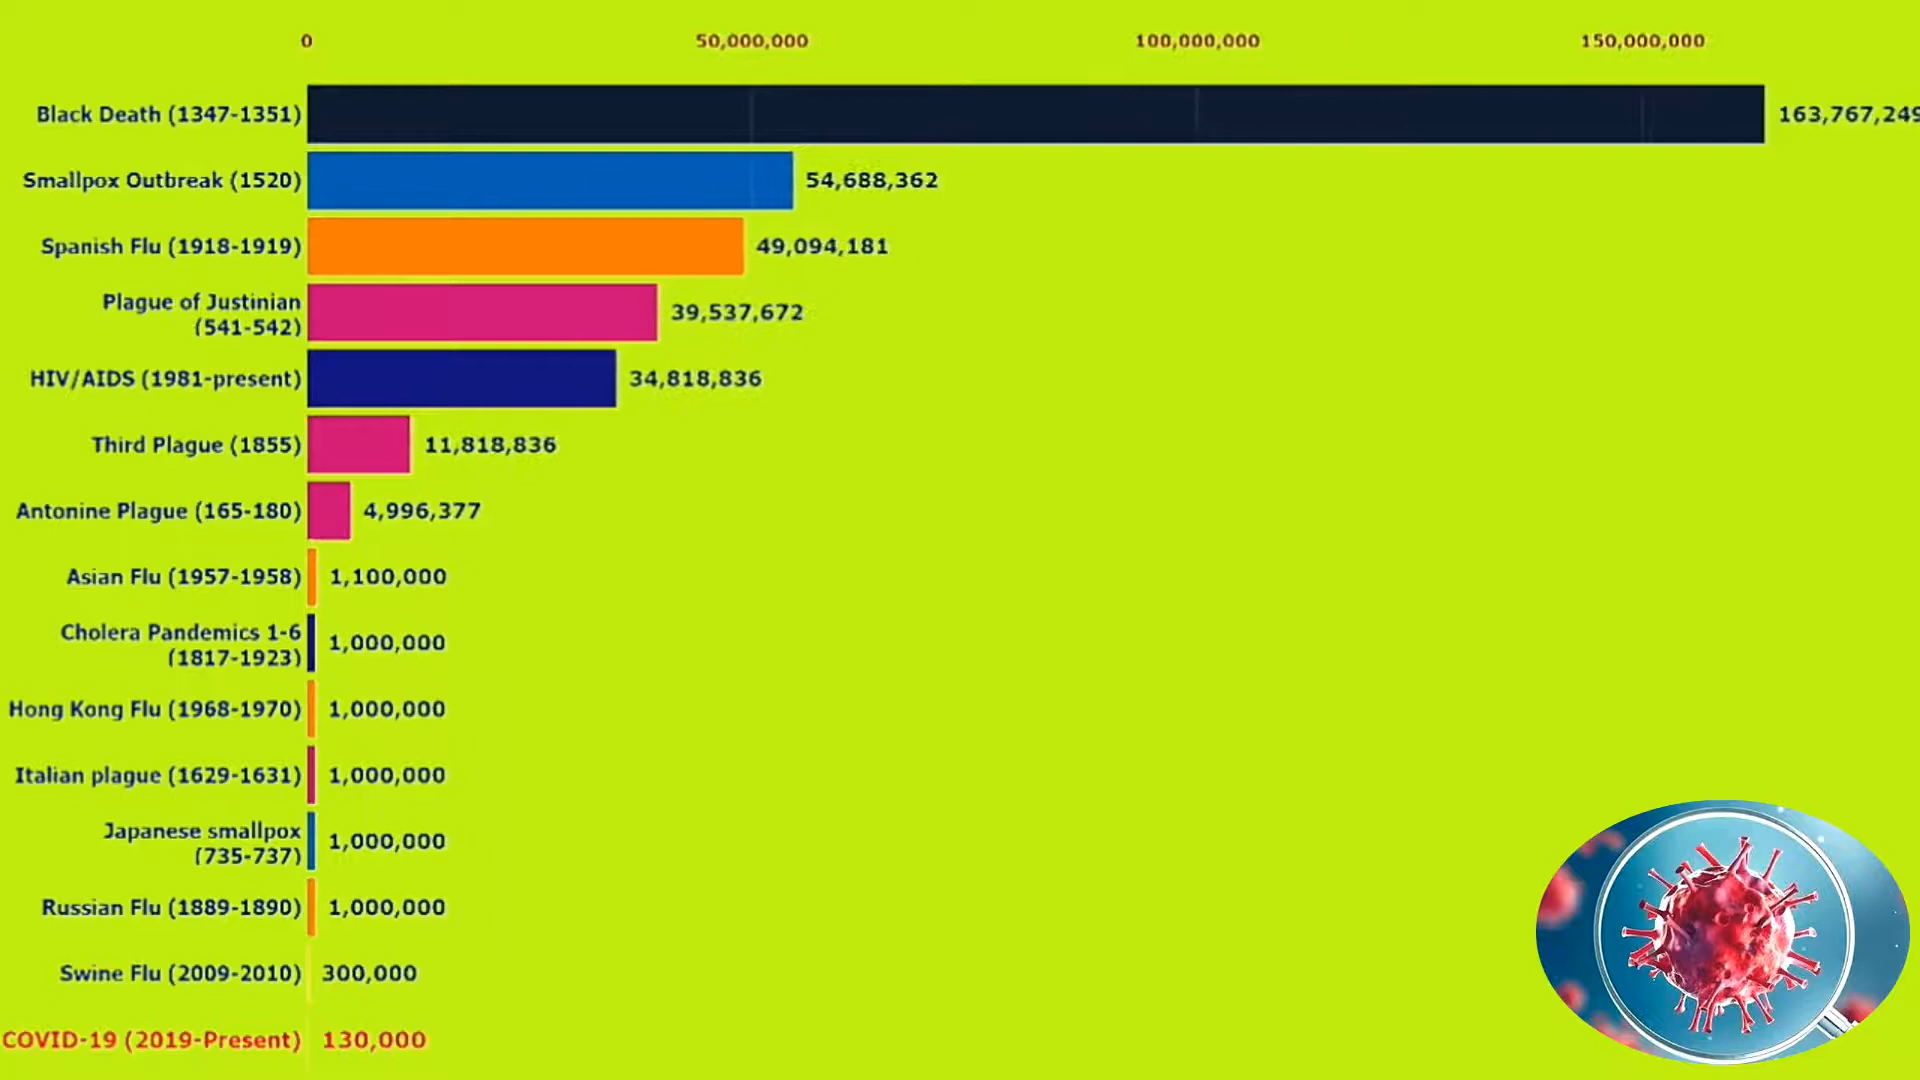 0 50,000,000 100,000,000 150,000,000
Black Death (1347-1351) 163,767,249
Smallpox Outbreak (1520) 54,688,362
Spanish Flu (1918-1919) 49,094,181
Plague of Justinian
(541-542) 39,537,672
HIV/AIDS (1981-present) 34,818,836
Third Plague (1855) 11,818,836
Antonine Plague (165-180) 4,996,377
Asian Flu (1957-1958) 1,100,000
Cholera Pandemics 1-6
(1817-1923) 1,000,000
Hong Kong Flu (1968-1970) 1,000,000
Italian plague (1629-1631) 1,000,000
Japanese smallpox
(735-737) 1,000,000
Russian Flu (1889-1890) 1,000,000
Swine Flu (2009-2010) 300,000
COVID-19 (2019-Present) 130,000